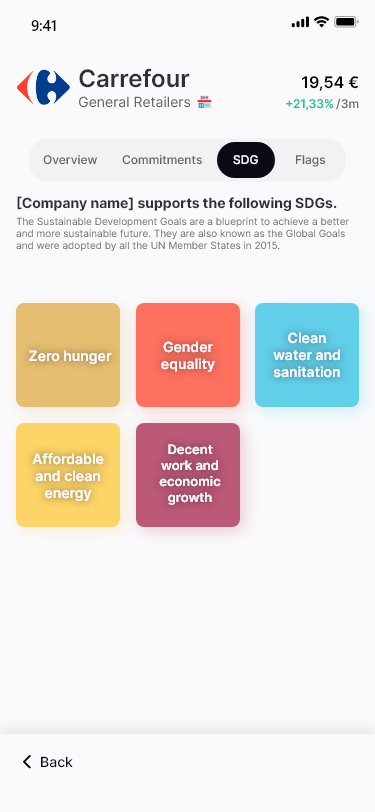 9:41
Carrefour
General Retailers
19,54 €
+21,33% /3m
Overview
Commitments
SDG
Flags
[Company name] supports the following SDGs.
The Sustainable Development Goals are a blueprint to achieve a better
and more sustainable future. They are also known as the Global Goals
and were adopted by all the UN Member States in 2015.
Zero hunger
Gender
equality
Clean
water and
sanitation
Affordable
and clean
energy
Decent
work and
economic
growth
Back